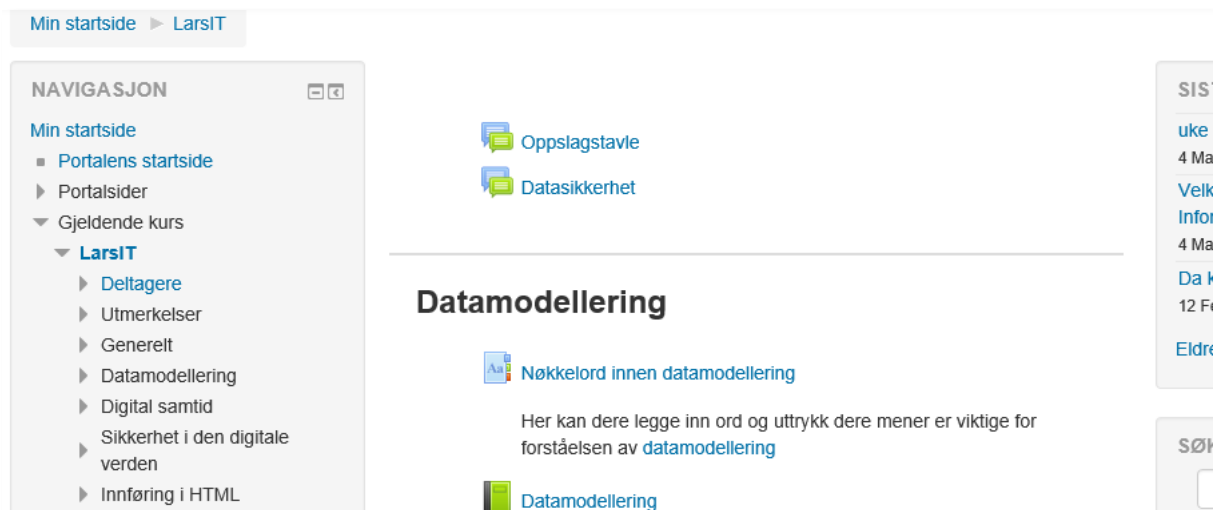 Min startside ► LarsIT
NAVIGASJON
Min startside
Portalens startside
Portalsider
Gjeldende kurs
LarsIT
Deltagere
Utmerkelser
Generelt
Datamodellering
Digital samtid
Sikkerhet i den digitale
verden
Innføring i HTML
Oppslagstavle
Datasikkerhet
Datamodellering
Aa
Nøkkelord innen datamodellering
Her kan dere legge inn ord og uttrykk dere mener er viktige for
forståelsen av datamodellering
Datamodellering
uke
4 Ma
Velk
Infor
4 Ma
Da k
12 Fe
Eldre